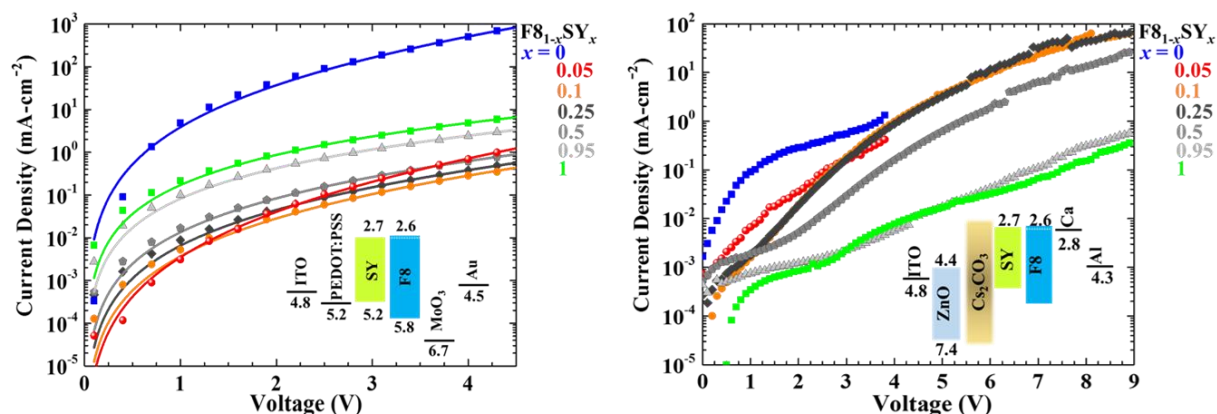 Current Density (mA-cm⁻²)
10³
10²
10¹
10⁰
10⁻¹
10⁻²
10⁻³
10⁻⁴
10⁻⁵
0 1 2 3 4
Voltage (V)
F8₁₋ₓSYₓ
x = 0
0.05
0.1
0.25
0.5
0.95
1
ITO
4.8
PEDOT:PSS
5.2
2.7
SY
5.2
2.6
F8
5.8
MoO₃
6.7
Au
4.5
Current Density (mA-cm⁻²)
10²
10¹
10⁰
10⁻¹
10⁻²
10⁻³
10⁻⁴
10⁻⁵
0 1 2 3 4 5 6 7 8 9
Voltage (V)
F8₁₋ₓSYₓ
x = 0
0.05
0.1
0.25
0.5
0.95
1
ITO
4.8
4.4
ZnO
7.4
Cs₂CO₃
2.7
SY
2.6
F8
Ca
2.8
Al
4.3